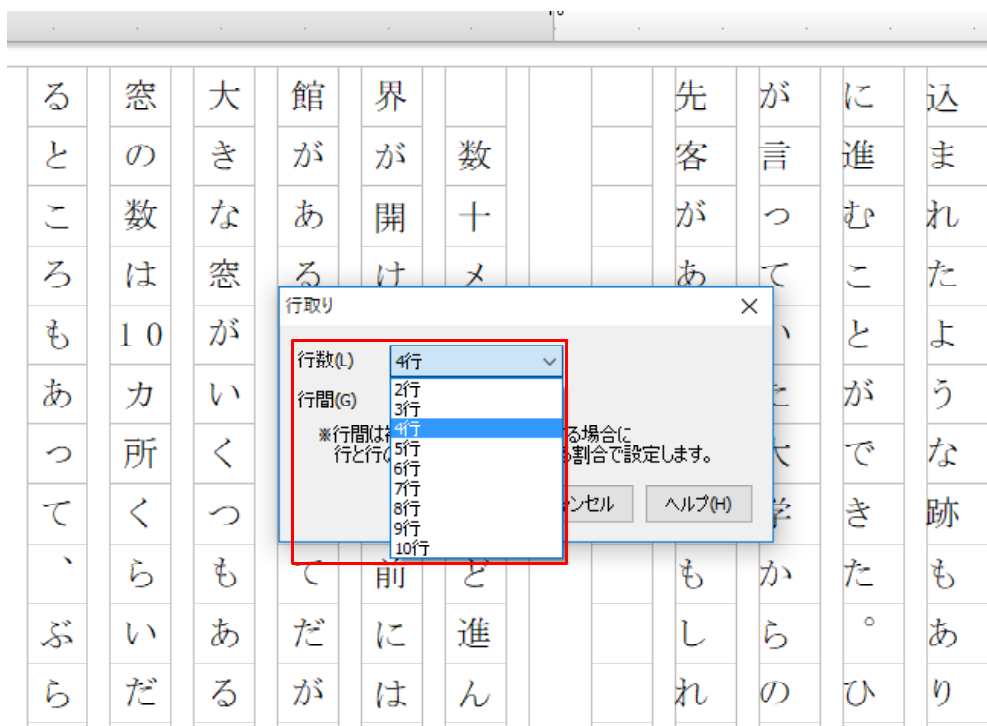 込まれたような跡もあり
に進むことができた。ひ
が言って
学からの
先客があ
もしれ
数十メ
ど進ん
界が開け
前には
館がある
てだが
大きな窓がいくつもある
窓の数は10カ所くらいだ
るところもあって、ぶら
行取り
行数(L) 4行
行間(G)
2行
3行
4行
5行
6行
7行
8行
9行
10行
※行間は る場合に
行と行の 割合で設定します。
ャンセル ヘルプ(H)